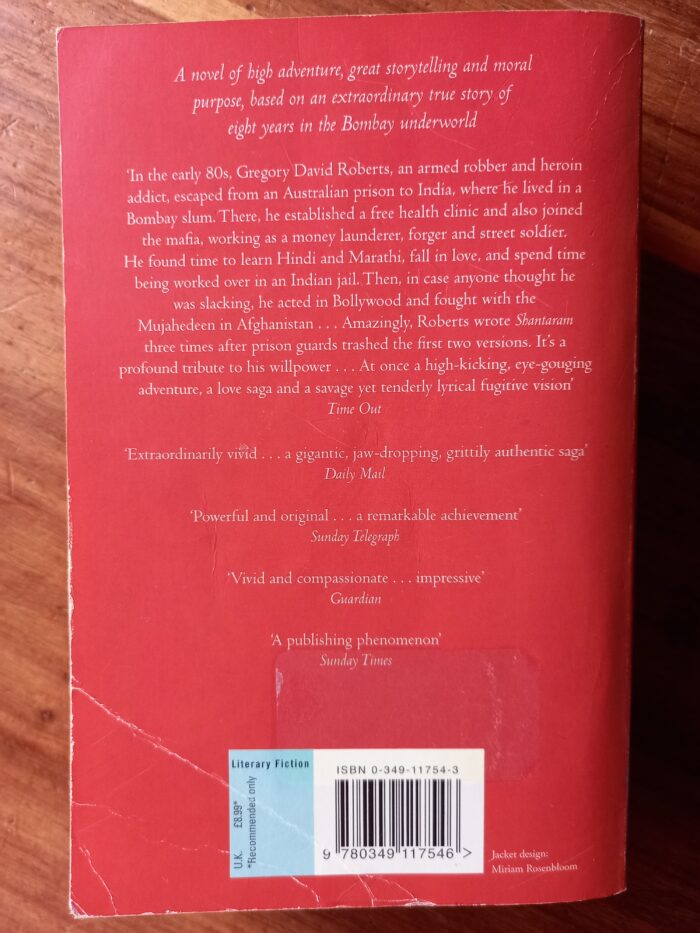 A novel of high adventure, great storytelling and moral
purpose, based on an extraordinary true story of
eight years in the Bombay underworld
'In the early 80s, Gregory David Roberts, an armed robber and heroin
addict, escaped from an Australian prison to India, where he lived in a
Bombay slum. There, he established a free health clinic and also joined
the mafia, working as a money launderer, forger and street soldier.
He found time to learn Hindi and Marathi, fall in love, and spend time
being worked over in an Indian jail. Then, in case anyone thought he
was slacking, he acted in Bollywood and fought with the
Mujahedeen in Afghanistan . . . Amazingly, Roberts wrote Shantaram
three times after prison guards trashed the first two versions. It's a
profound tribute to his willpower . . . At once a high-kicking, eye-gouging
adventure, a love saga and a savage yet tenderly lyrical fugitive vision'
Time Out
'Extraordinarily vivid . . . a gigantic, jaw-dropping, grittily authentic saga'
Daily Mail
'Powerful and original . . . a remarkable achievement'
Sunday Telegraph
'Vivid and compassionate . . . impressive'
Guardian
'A publishing phenomenon'
Sunday Times
Literary Fiction
U.K. £8.99*
*Recommended only
ISBN 0-349-11754-3
9 780349 117546 >
Jacket design:
Miriam Rosenbloom